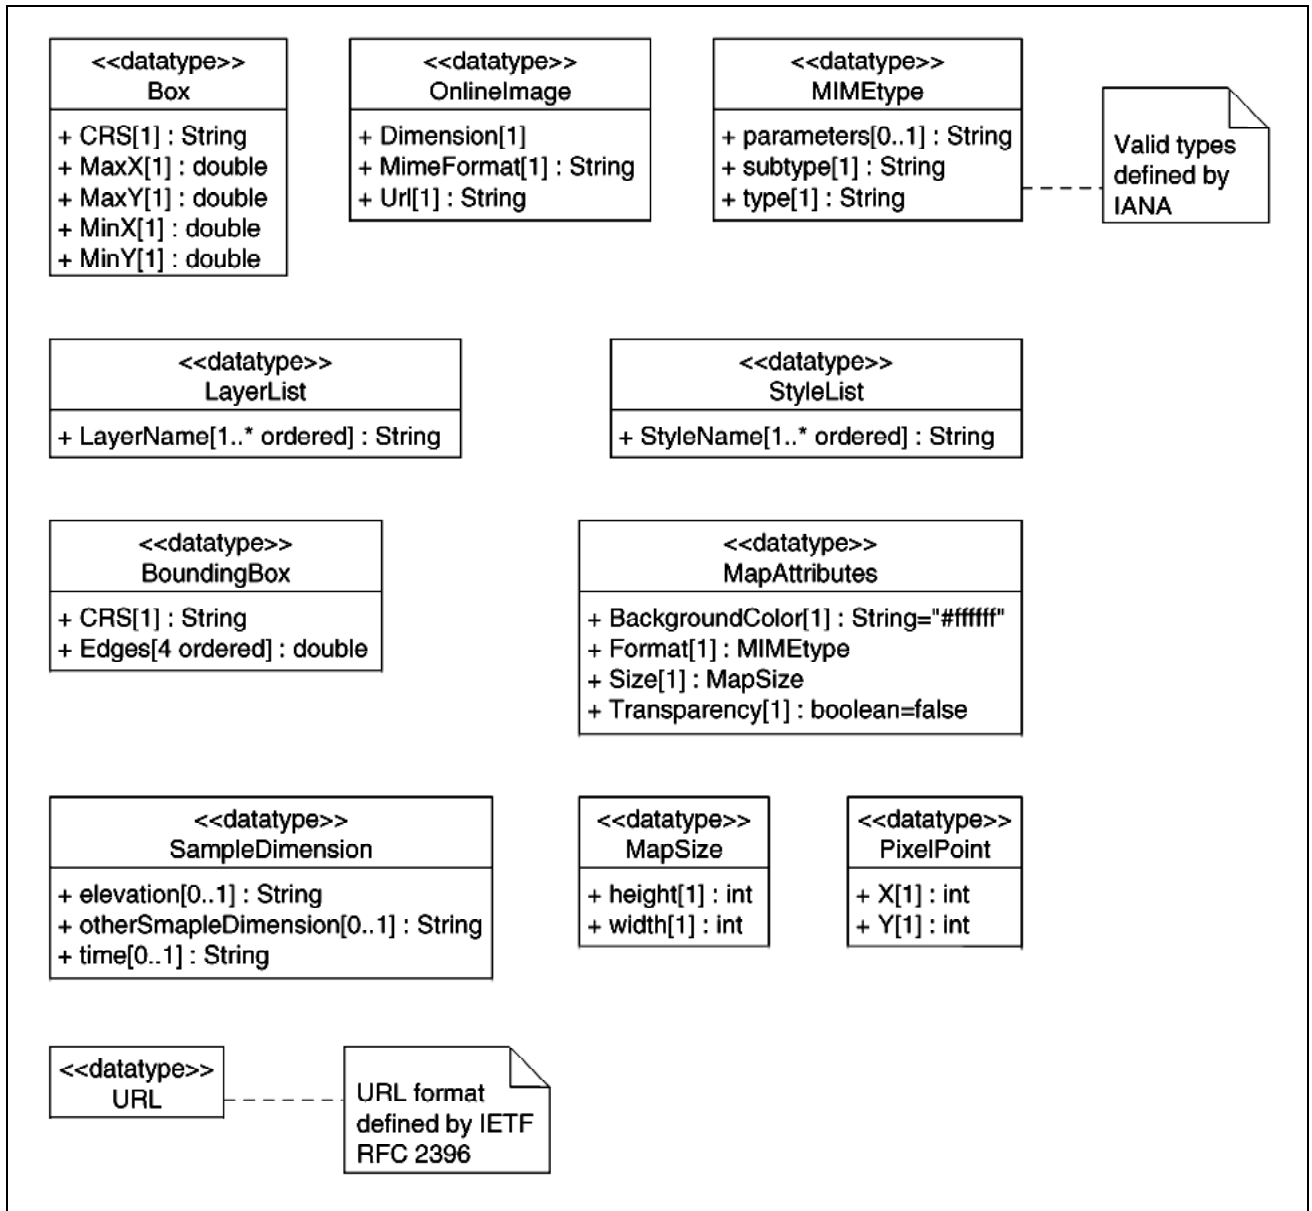 <<datatype>>
Box
+ CRS[1] : String
+ MaxX[1] : double
+ MaxY[1] : double
+ MinX[1] : double
+ MinY[1] : double
<<datatype>>
OnlineImage
+ Dimension[1]
+ MimeFormat[1] : String
+ Url[1] : String
<<datatype>>
MIMEtype
+ parameters[0..1] : String
+ subtype[1] : String
+ type[1] : String
Valid types
defined by
IANA
<<datatype>>
LayerList
+ LayerName[1..* ordered] : String
<<datatype>>
StyleList
+ StyleName[1..* ordered] : String
<<datatype>>
BoundingBox
+ CRS[1] : String
+ Edges[4 ordered] : double
<<datatype>>
MapAttributes
+ BackgroundColor[1] : String="#ffffff"
+ Format[1] : MIMEtype
+ Size[1] : MapSize
+ Transparency[1] : boolean=false
<<datatype>>
SampleDimension
+ elevation[0..1] : String
+ otherSmapleDimension[0..1] : String
+ time[0..1] : String
<<datatype>>
MapSize
+ height[1] : int
+ width[1] : int
<<datatype>>
PixelPoint
+ X[1] : int
+ Y[1] : int
<<datatype>>
URL
URL format
defined by IETF
RFC 2396